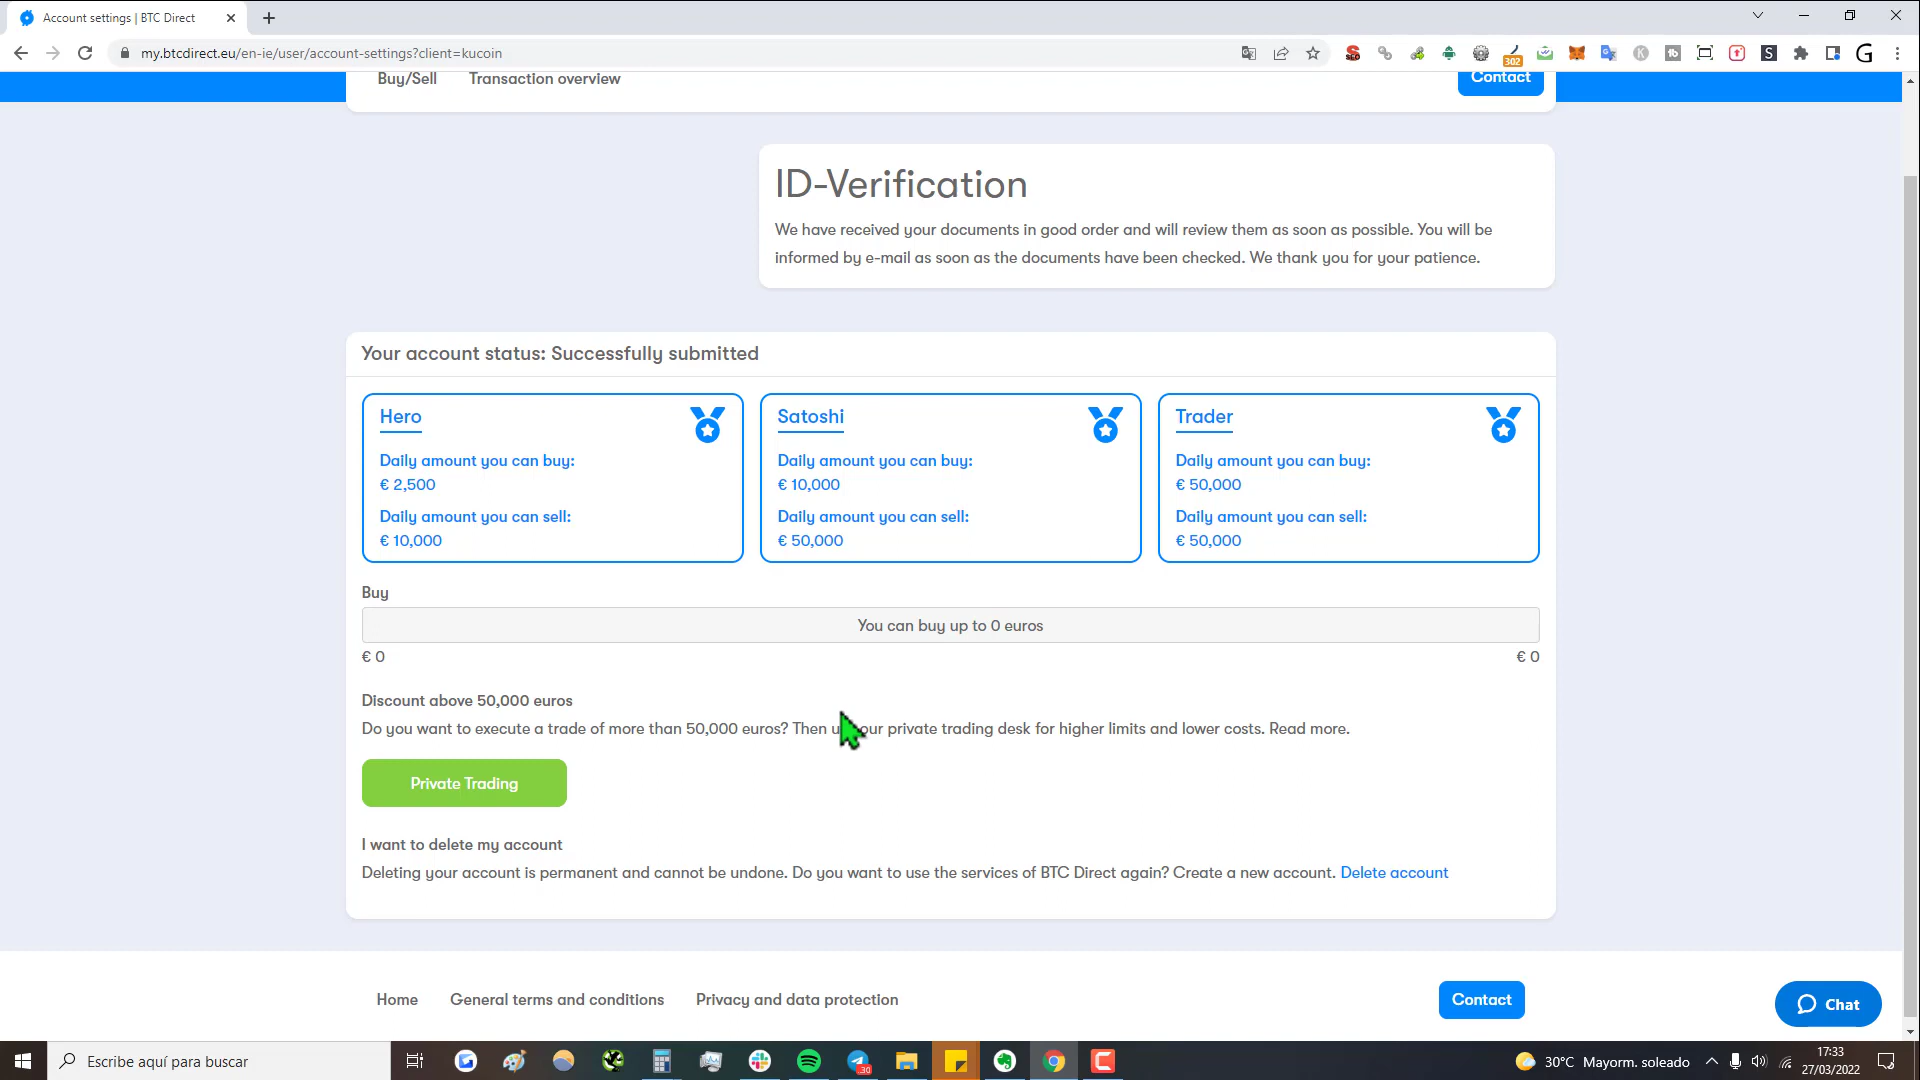 Account settings | BTC Direct
my.btcdirect.eu/en-ie/user/account-settings?client=kucoin
302
Buy/Sell
Transaction overview
Contact
ID-Verification
We have received your documents in good order and will review them as soon as possible. You will be
informed by e-mail as soon as the documents have been checked. We thank you for your patience.
Your account status: Successfully submitted
Hero
Daily amount you can buy:
€ 2,500
Daily amount you can sell:
€ 10,000
Satoshi
Daily amount you can buy:
€ 10,000
Daily amount you can sell:
€ 50,000
Trader
Daily amount you can buy:
€ 50,000
Daily amount you can sell:
€ 50,000
Buy
You can buy up to 0 euros
€ 0
€ 0
Discount above 50,000 euros
Do you want to execute a trade of more than 50,000 euros? Then our private trading desk for higher limits and lower costs. Read more.
Private Trading
I want to delete my account
Deleting your account is permanent and cannot be undone. Do you want to use the services of BTC Direct again? Create a new account. Delete account
Home
General terms and conditions
Privacy and data protection
Contact
Chat
Escribe aquí para buscar
30
30°C Mayorm. soleado
17:33
27/03/2022